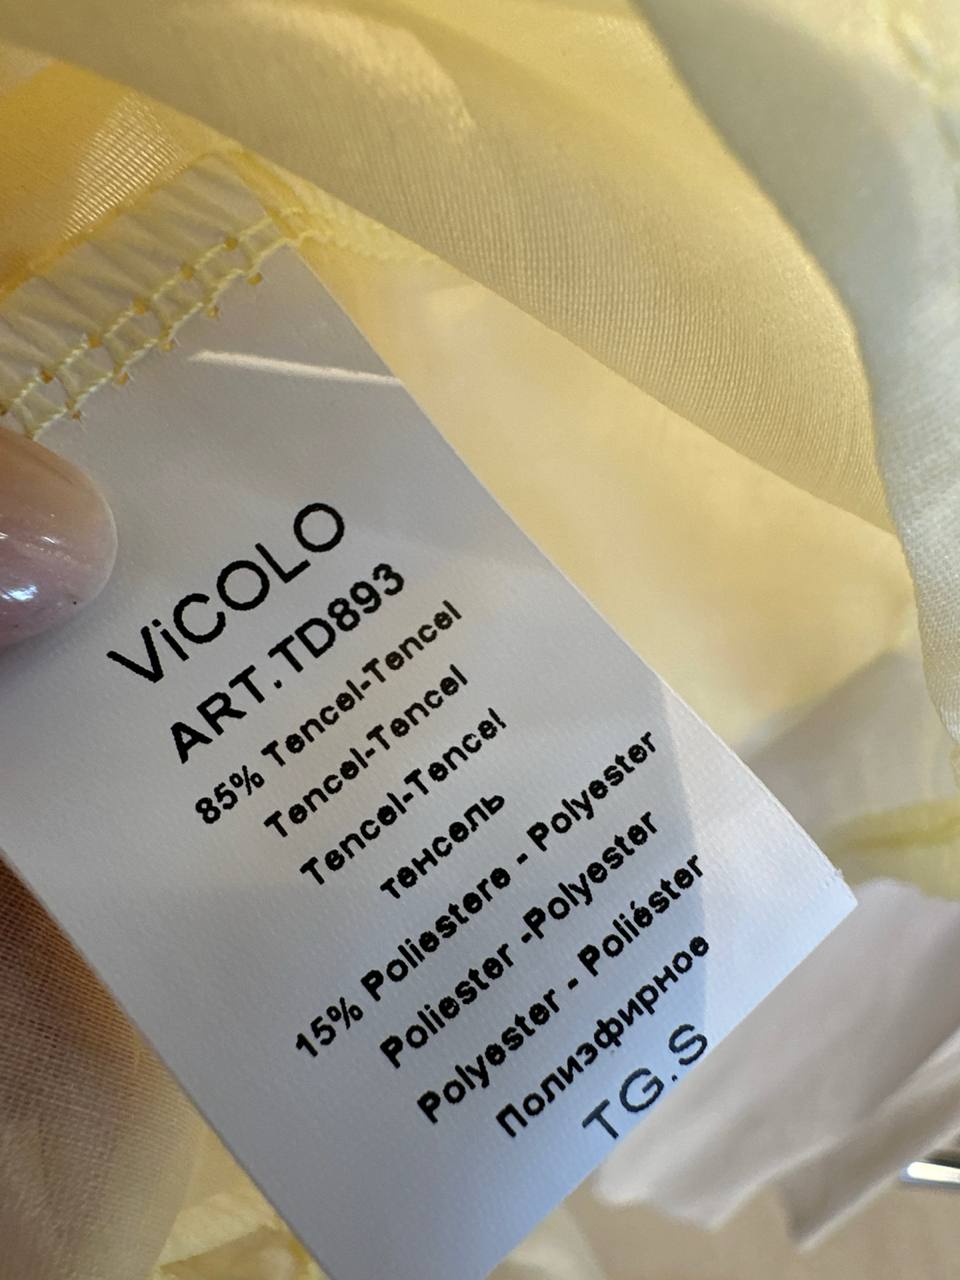 ViCOLO
ART.TD893
85% Tencel-Tencel
Tencel-Tencel
Tencel-Tencel
тенсель
15% Poliestere - Polyester
Poliester -Polyester
Polyester - Poliéster
Полиэфирное
TG.S